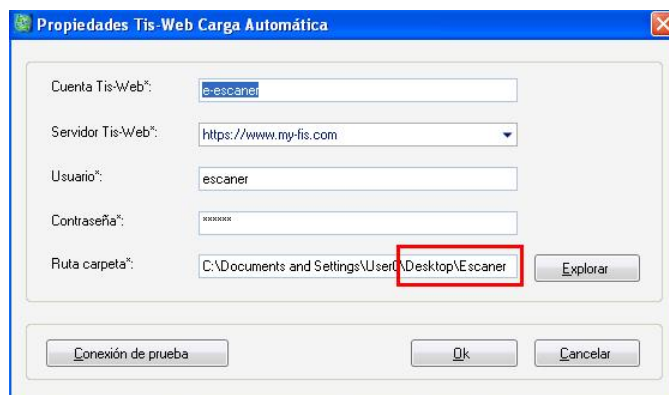 Propiedades Tis-Web Carga Automática
Cuenta Tis-Web*: e-escaner
Servidor Tis-Web*: https://www.my-fis.com
Usuario*: escaner
Contraseña*: ××××××
Ruta carpeta*: C:\Documents and Settings\User0\Desktop\Escaner Explorar
Conexión de prueba Ok Cancelar